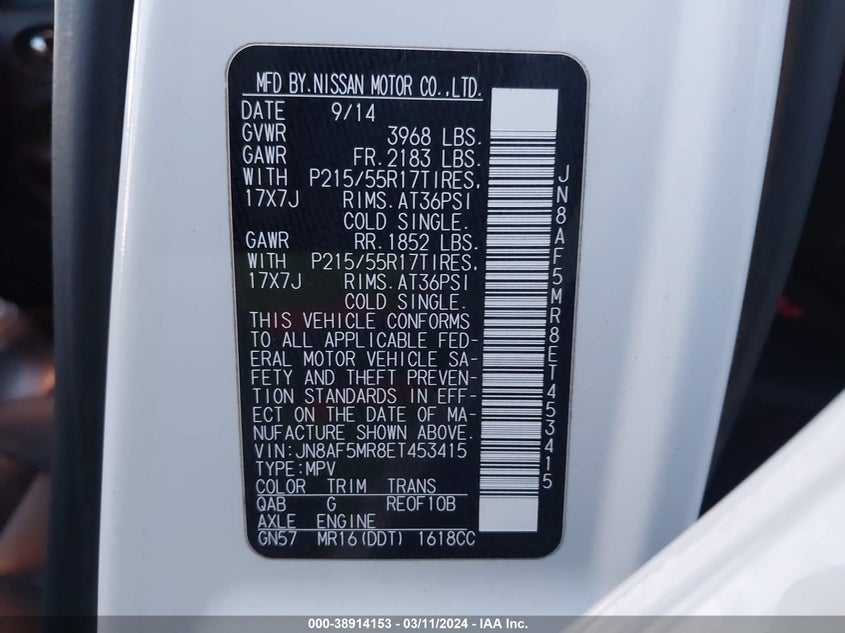 MFD BY.NISSAN MOTOR CO.,LTD.
DATE 9/14
GVWR 3968 LBS.
GAWR FR.2183 LBS.
WITH P215/55R17TIRES,
17X7J RIMS.AT36PSI
COLD SINGLE.
GAWR RR.1852 LBS.
WITH P215/55R17TIRES,
17X7J RIMS.AT36PSI
COLD SINGLE.
THIS VEHICLE CONFORMS
TO ALL APPLICABLE FED-
ERAL MOTOR VEHICLE SA-
FETY AND THEFT PREVEN-
TION STANDARDS IN EFF-
ECT ON THE DATE OF MA-
NUFACTURE SHOWN ABOVE.
VIN:JN8AF5MR8ET453415
TYPE:MPV
COLOR TRIM TRANS
QAB G RE0F10B
AXLE ENGINE
GN57 MR16(DDT) 1618CC
JN8AF5MR8ET453415
000-38914153 - 03/11/2024 - IAA Inc.